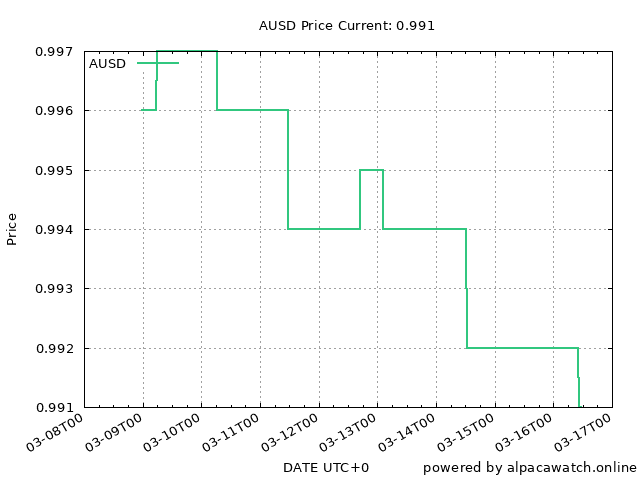 AUSD Price Current: 0.991
AUSD
0.997
0.996
0.995
0.994
0.993
0.992
0.991
Price
03-08T00
03-09T00
03-10T00
03-11T00
03-12T00
03-13T00
03-14T00
03-15T00
03-16T00
03-17T00
DATE UTC+0
powered by alpacawatch.online